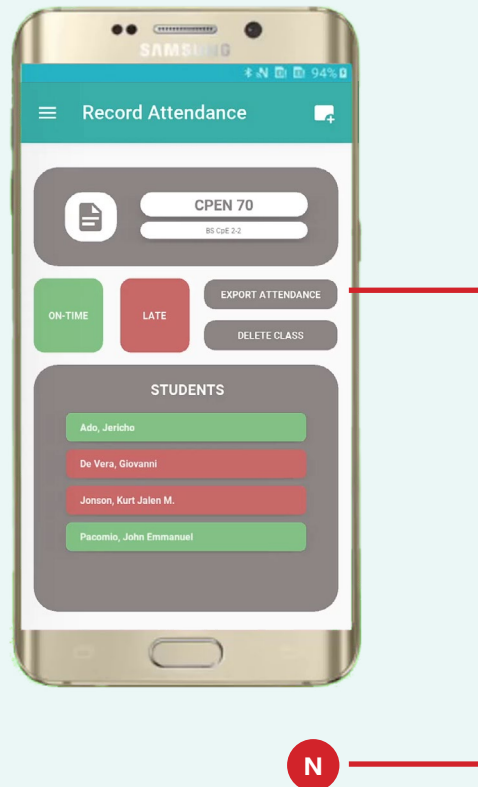 SAMSUNG
94%
Record Attendance
CPEN 70
BS CpE 2-2
ON-TIME
LATE
EXPORT ATTENDANCE
DELETE CLASS
STUDENTS
Ado, Jericho
De Vera, Giovanni
Jonson, Kurt Jalen M.
Pacomio, John Emmanuel
N